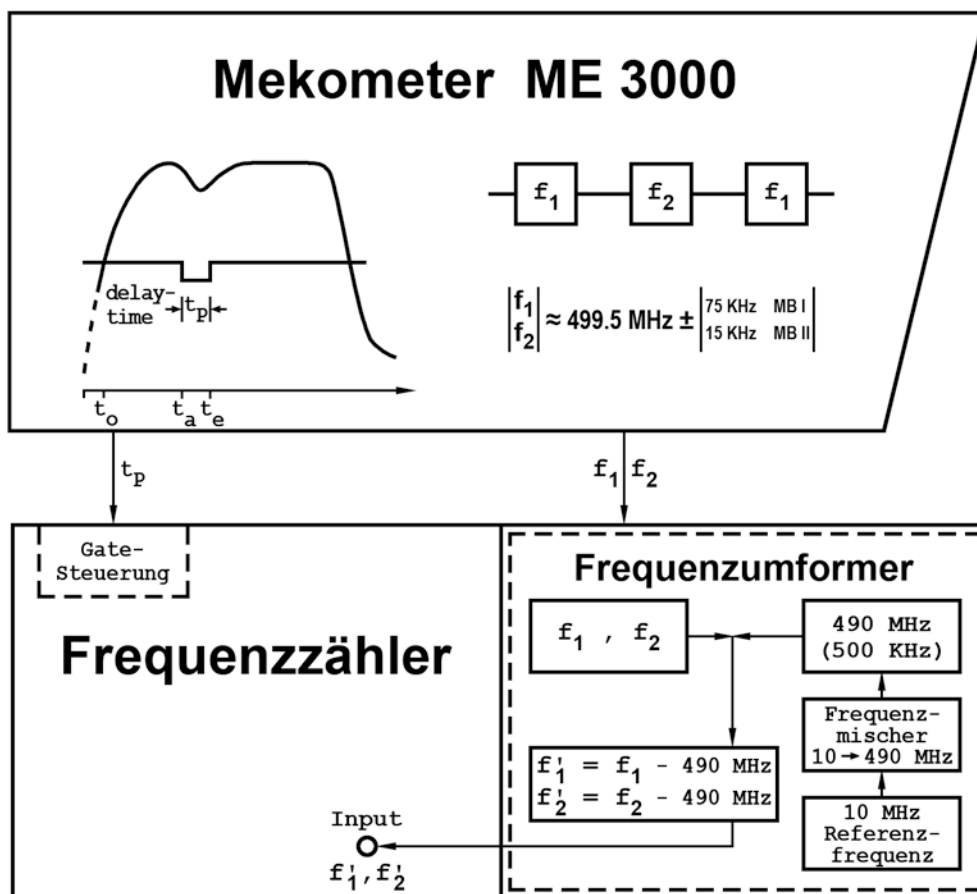 Mekometer ME 3000
f1 f2 f1
delay-
time
|tp|
|f1| ≈ 499.5 MHz ± |75 KHz MB I|
|f2| |15 KHz MB II|
to ta te
tp
f1 f2
Gate-
Steuerung
Frequenzzähler
Input
f'1,f'2
Frequenzumformer
f1 , f2
490 MHz
(500 KHz)
Frequenz-
mischer
10→490 MHz
f'1 = f1 - 490 MHz
f'2 = f2 - 490 MHz
10 MHz
Referenz-
frequenz